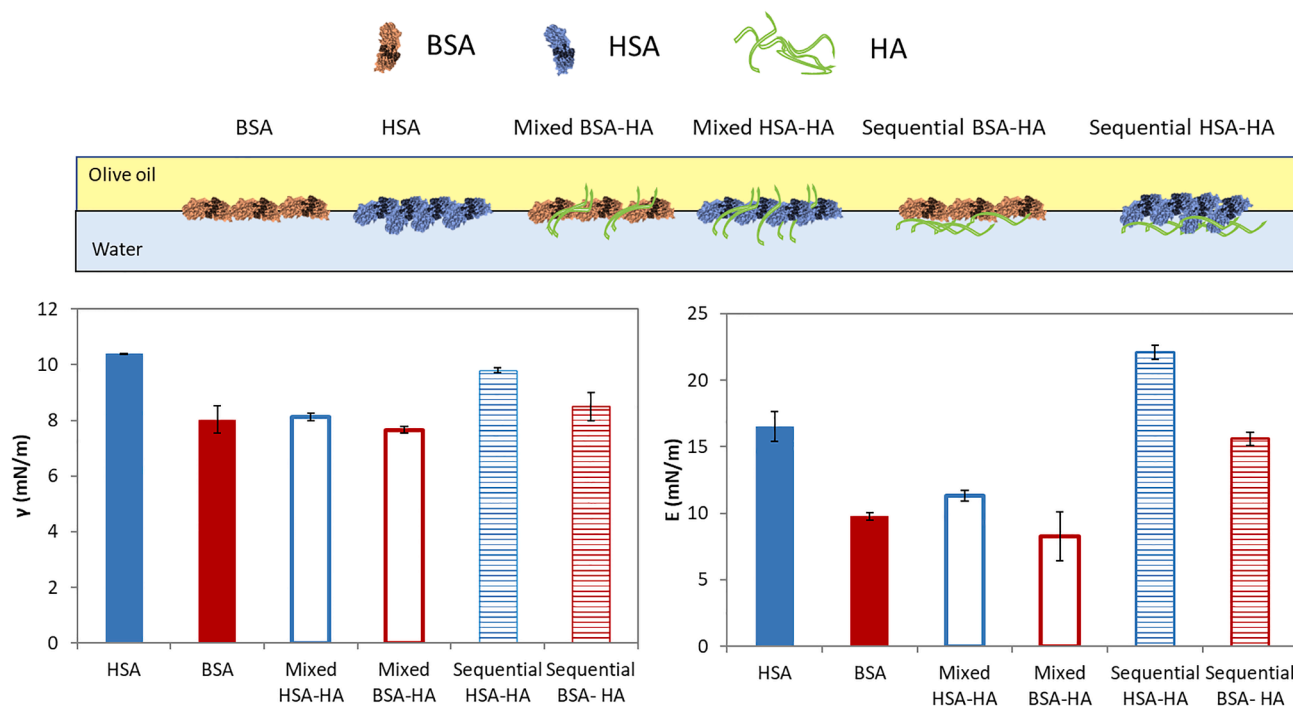 BSA
HSA
HA
BSA
HSA
Mixed BSA-HA
Mixed HSA-HA
Sequential BSA-HA
Sequential HSA-HA
Olive oil
Water
γ (mN/m)
12
10
8
6
4
2
0
HSA
BSA
Mixed
HSA-HA
Mixed
BSA-HA
Sequential
HSA-HA
Sequential
BSA- HA
E (mN/m)
25
20
15
10
5
0
HSA
BSA
Mixed
HSA-HA
Mixed
BSA-HA
Sequential
HSA-HA
Sequential
BSA- HA